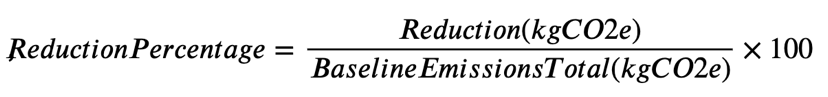 ReductionPercentage = Reduction(kgCO2e) / BaselineEmissionsTotal(kgCO2e) × 100